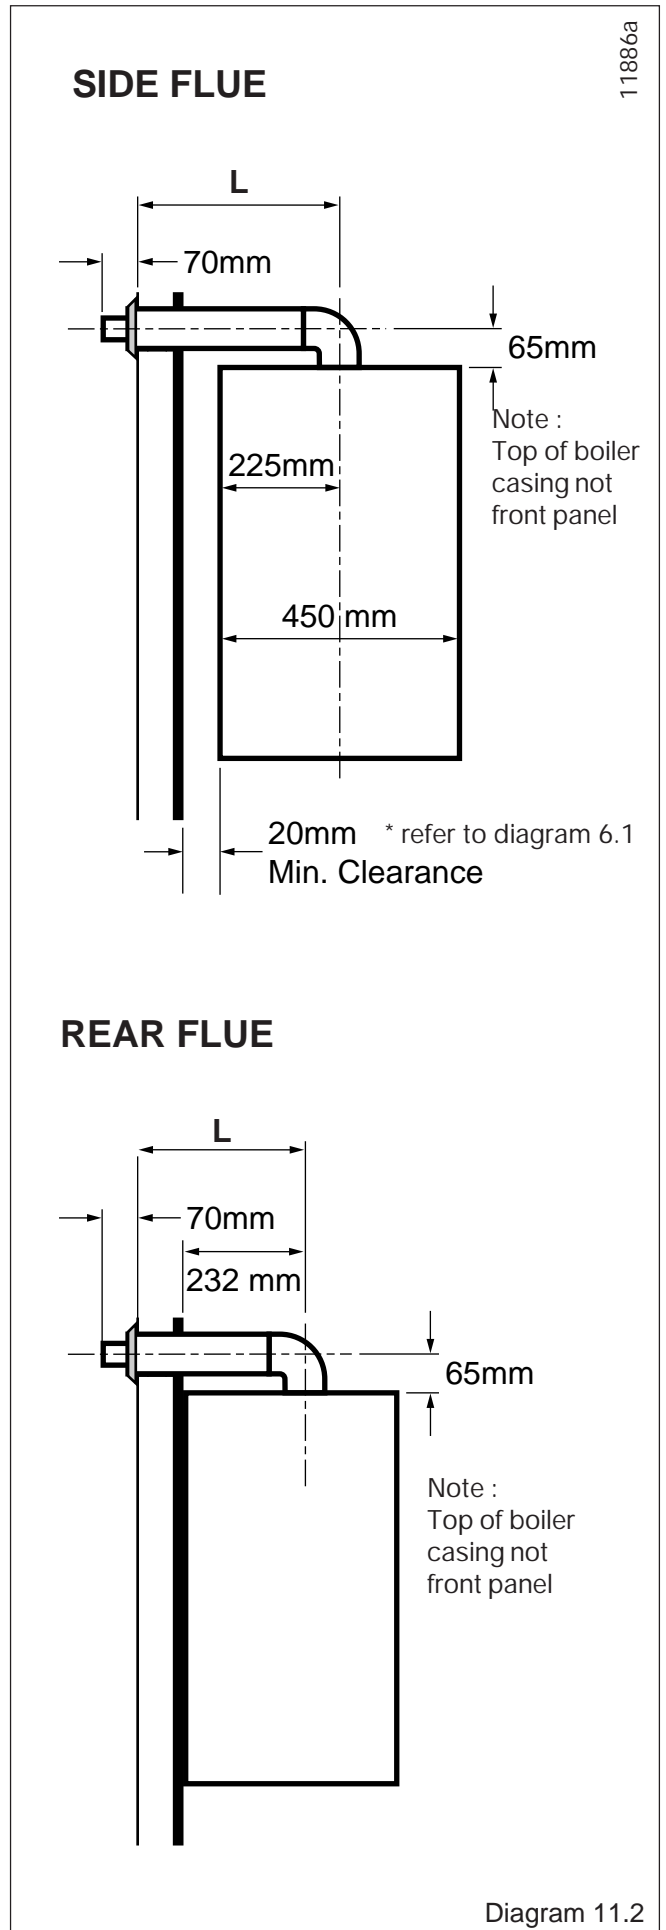 11886a
SIDE FLUE
L
70mm
65mm
Note :
Top of boiler
casing not
front panel
225mm
450 mm
20mm * refer to diagram 6.1
Min. Clearance
REAR FLUE
L
70mm
232 mm
65mm
Note :
Top of boiler
casing not
front panel
Diagram 11.2